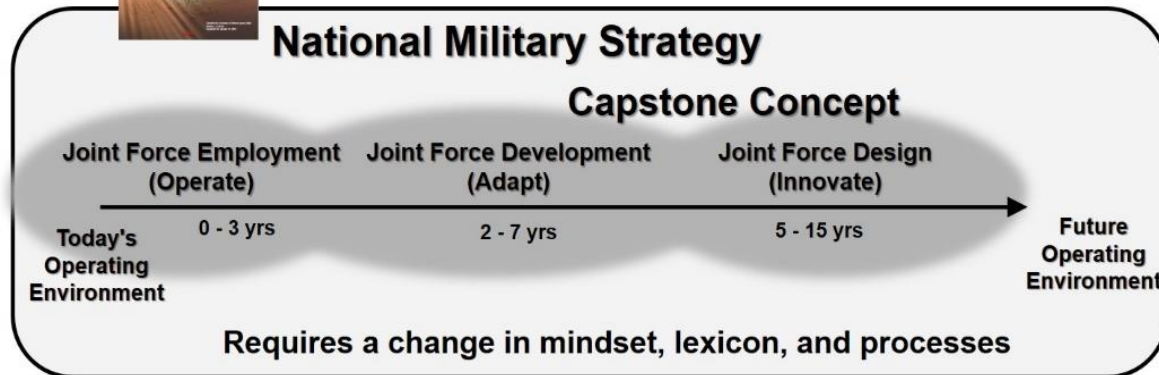 National Military Strategy
Capstone Concept
Joint Force Employment
(Operate)
Joint Force Development
(Adapt)
Joint Force Design
(Innovate)
0 - 3 yrs
2 - 7 yrs
5 - 15 yrs
Today's
Operating
Environment
Future
Operating
Environment
Requires a change in mindset, lexicon, and processes